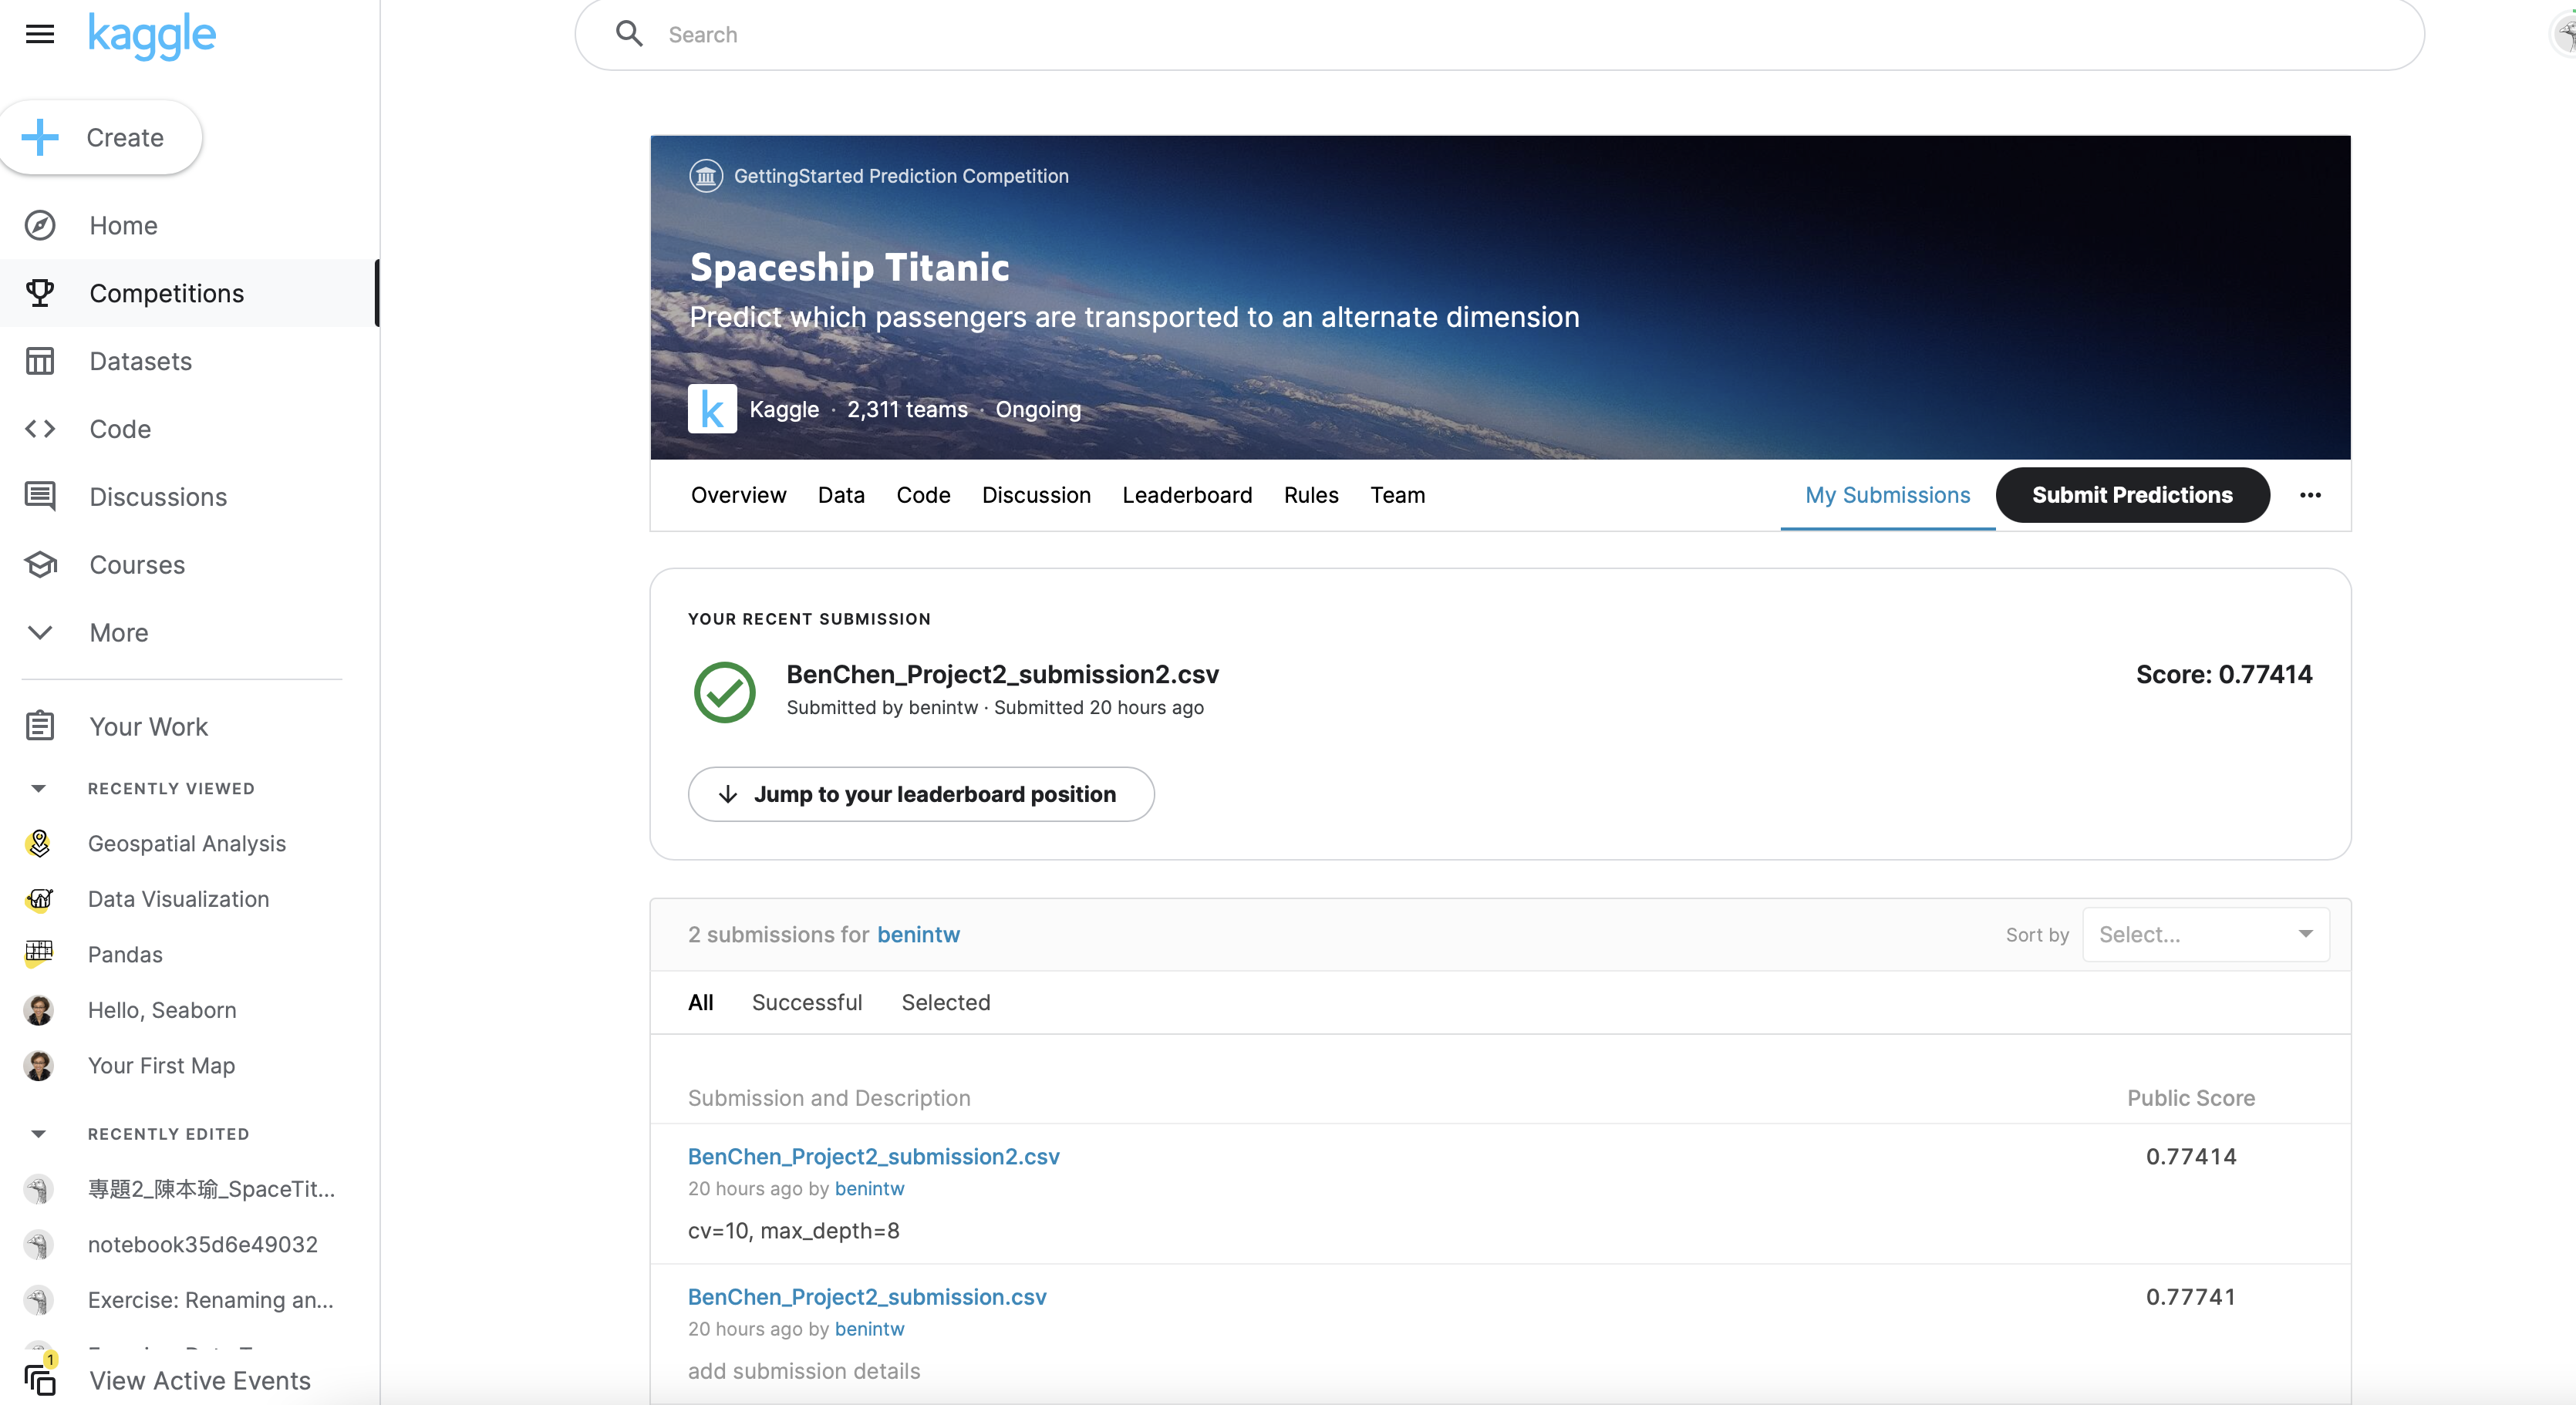 kaggle
Search
Create
Home
Competitions
Datasets
Code
Discussions
Courses
More
Your Work
RECENTLY VIEWED
Geospatial Analysis
Data Visualization
Pandas
Hello, Seaborn
Your First Map
RECENTLY EDITED
專題2_陳本瑜_SpaceTit...
notebook35d6e49032
Exercise: Renaming an...
1
View Active Events
GettingStarted Prediction Competition
Spaceship Titanic
Predict which passengers are transported to an alternate dimension
k Kaggle · 2,311 teams · Ongoing
Overview Data Code Discussion Leaderboard Rules Team My Submissions Submit Predictions ...
YOUR RECENT SUBMISSION
BenChen_Project2_submission2.csv Score: 0.77414
Submitted by benintw · Submitted 20 hours ago
Jump to your leaderboard position
2 submissions for benintw Sort by Select...
All Successful Selected
Submission and Description Public Score
BenChen_Project2_submission2.csv 0.77414
20 hours ago by benintw
cv=10, max_depth=8
BenChen_Project2_submission.csv 0.77741
20 hours ago by benintw
add submission details